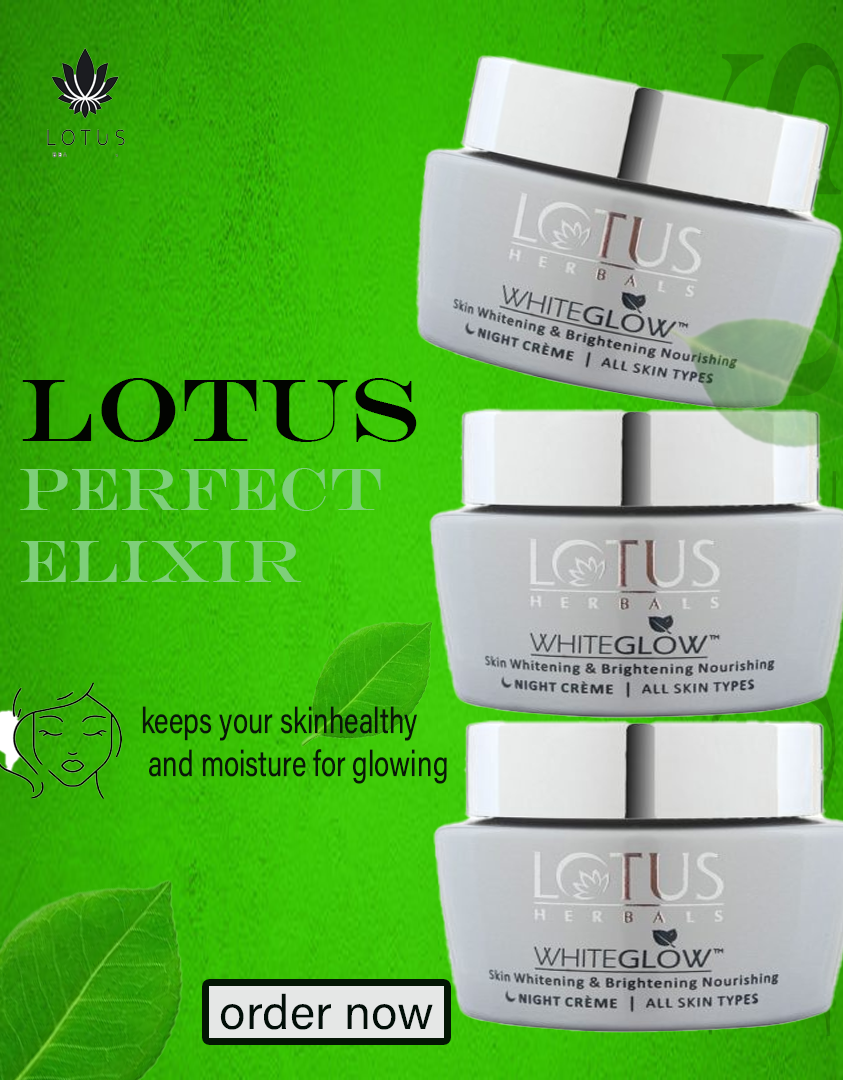 LOTUS
LOTUS
HERBALS
WHITEGLOW™
Skin Whitening & Brightening Nourishing
NIGHT CRÈME | ALL SKIN TYPES
LOTUS
PERFECT
ELIXIR
LOTUS
HERBALS
WHITEGLOW™
Skin Whitening & Brightening Nourishing
NIGHT CRÈME | ALL SKIN TYPES
keeps your skinhealthy
and moisture for glowing
LOTUS
HERBALS
WHITEGLOW™
Skin Whitening & Brightening Nourishing
NIGHT CRÈME | ALL SKIN TYPES
order now